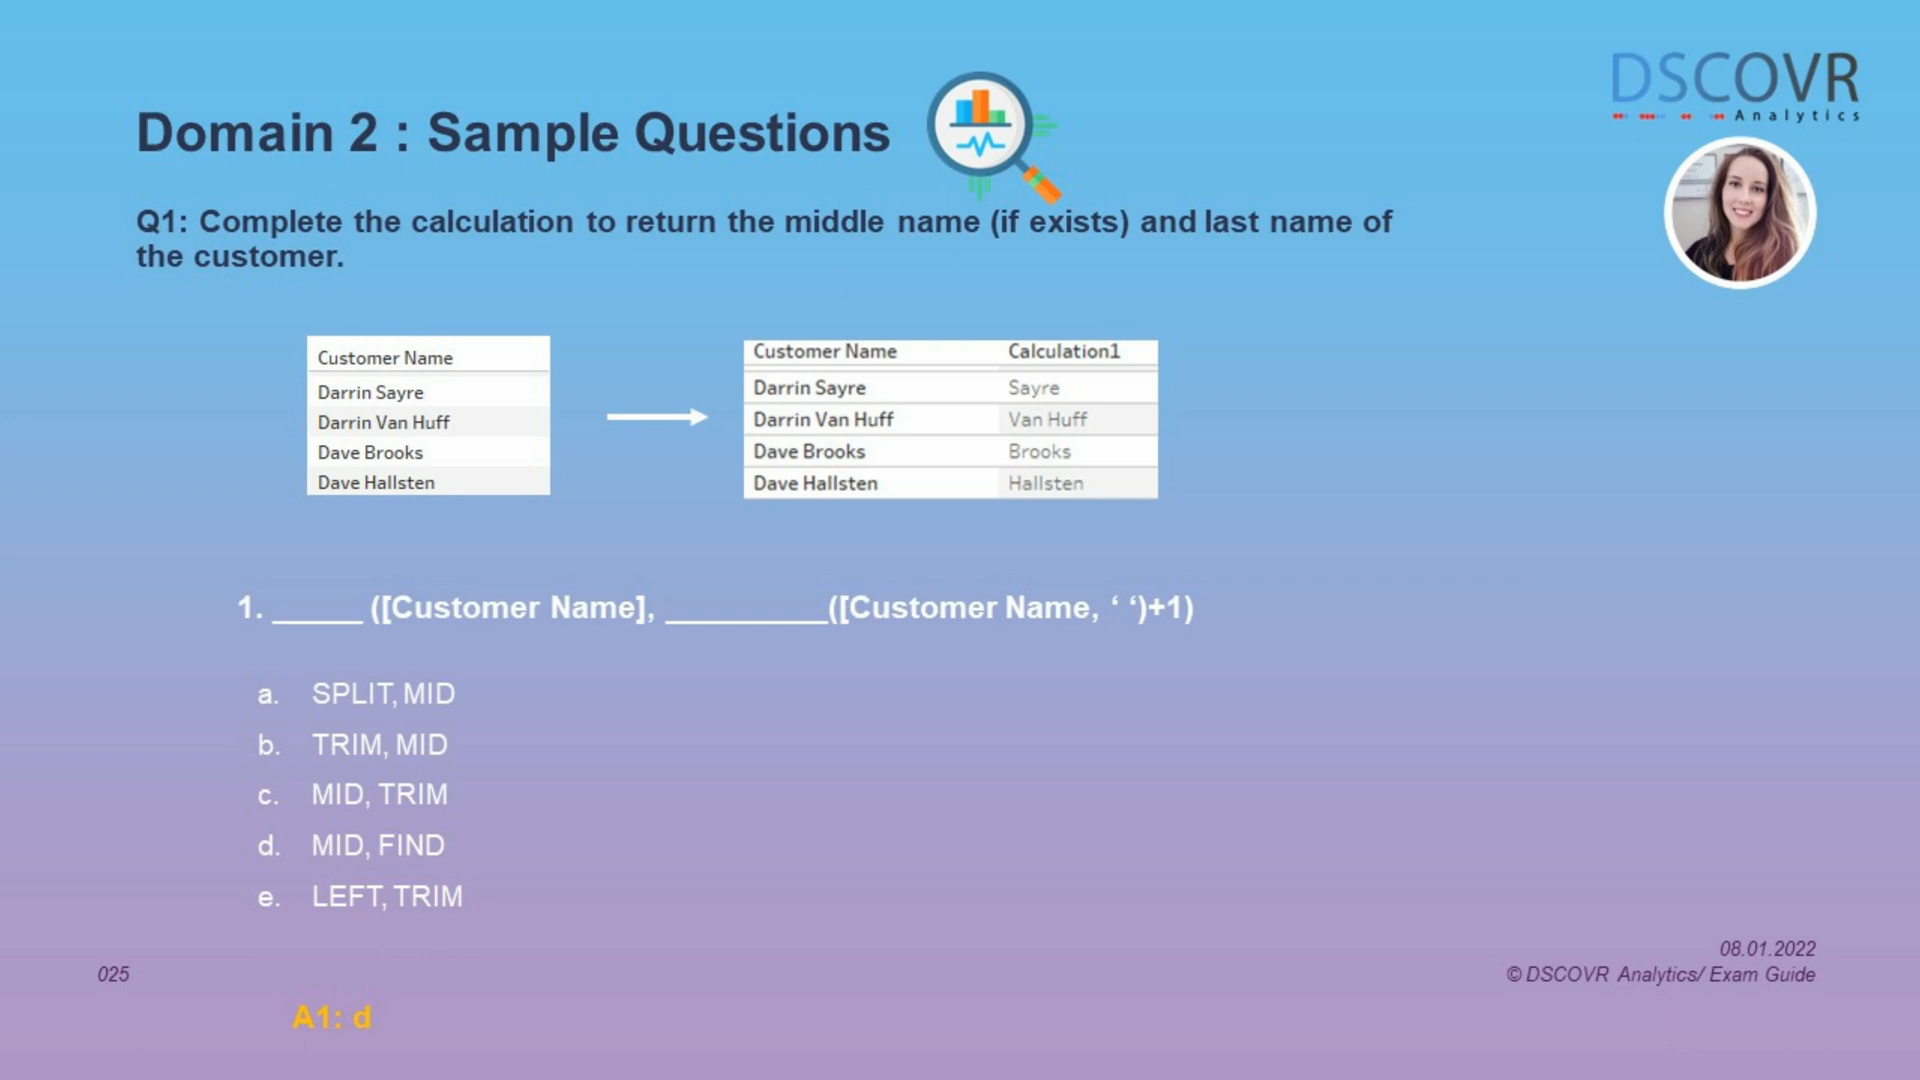 DSCOVR
Analytics
Domain 2 : Sample Questions
Q1: Complete the calculation to return the middle name (if exists) and last name of
the customer.
Customer Name
Darrin Sayre
Darrin Van Huff
Dave Brooks
Dave Hallsten
Customer Name Calculation1
Darrin Sayre Sayre
Darrin Van Huff Van Huff
Dave Brooks Brooks
Dave Hallsten Hallsten
1. ______ ([Customer Name], ___________([Customer Name, ‘ ‘)+1)
a. SPLIT, MID
b. TRIM, MID
c. MID, TRIM
d. MID, FIND
e. LEFT, TRIM
08.01.2022
025
© DSCOVR Analytics/ Exam Guide
A1: d